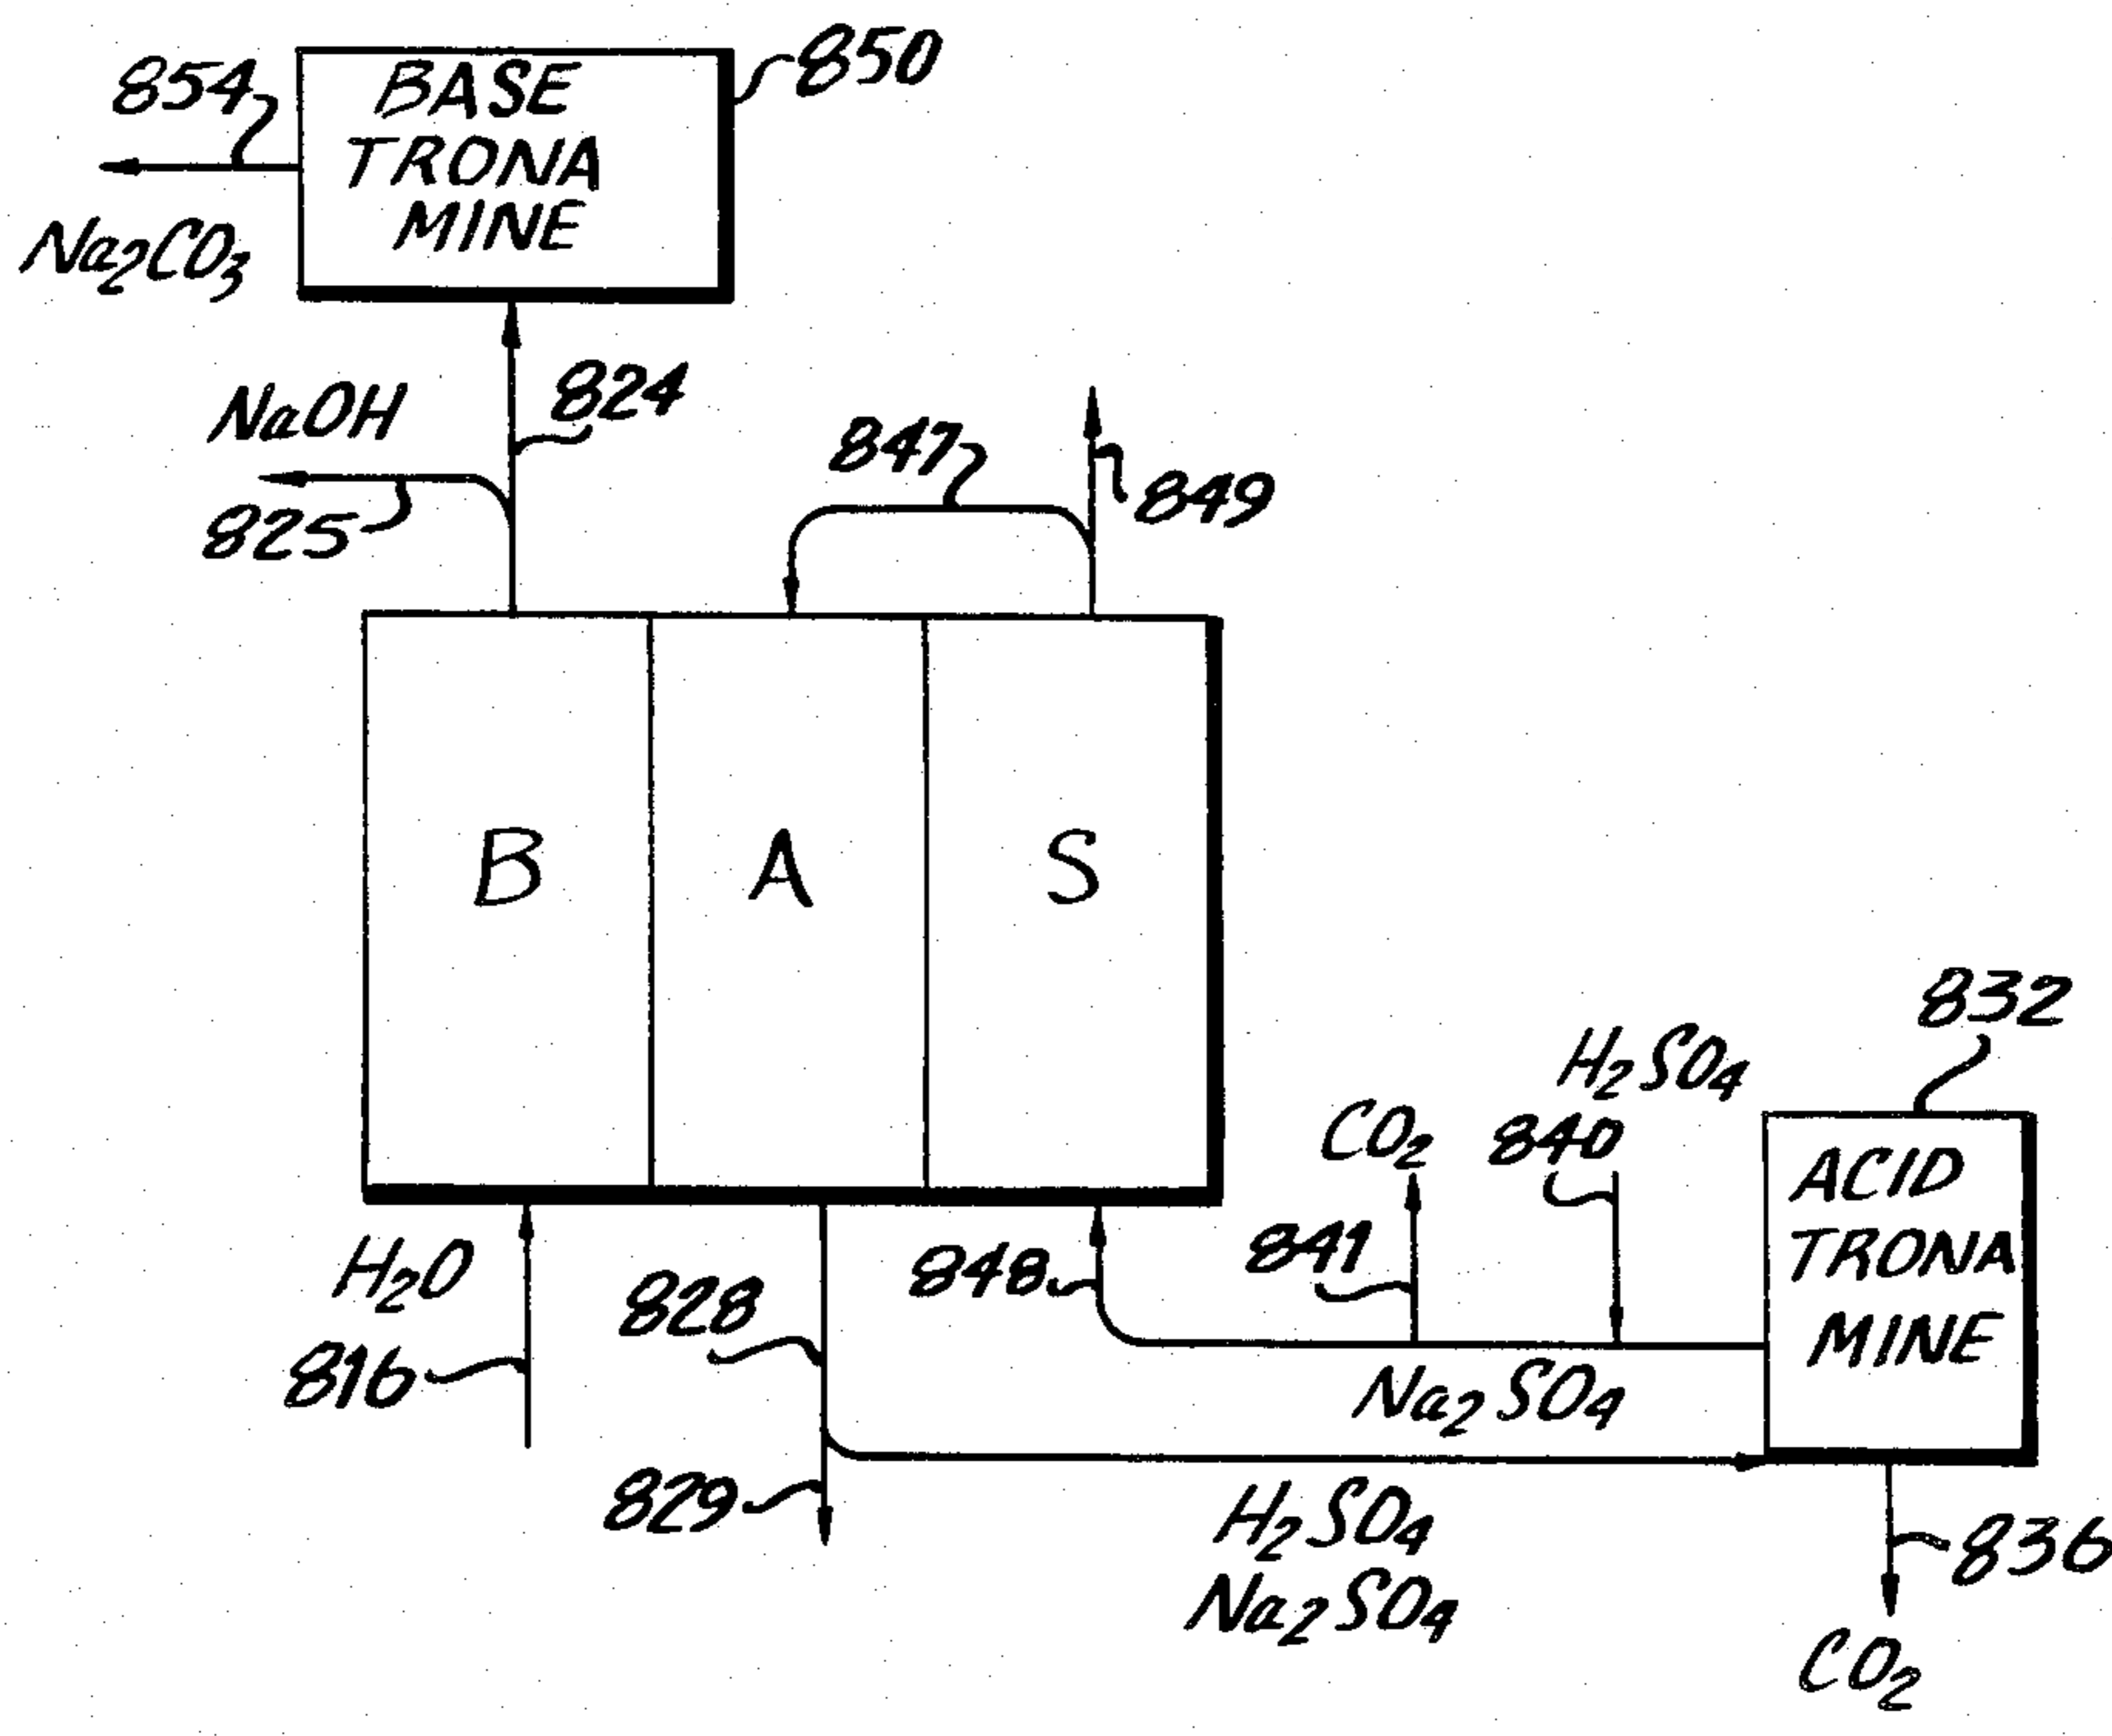 854
BASE
TRONA
MINE
850
Na2CO3
NaOH
824
825
847
849
B
A
S
832
H2SO4
CO2
840
ACID
TRONA
MINE
H2O
828
848
841
816
Na2SO4
829
H2SO4
Na2SO4
836
CO2